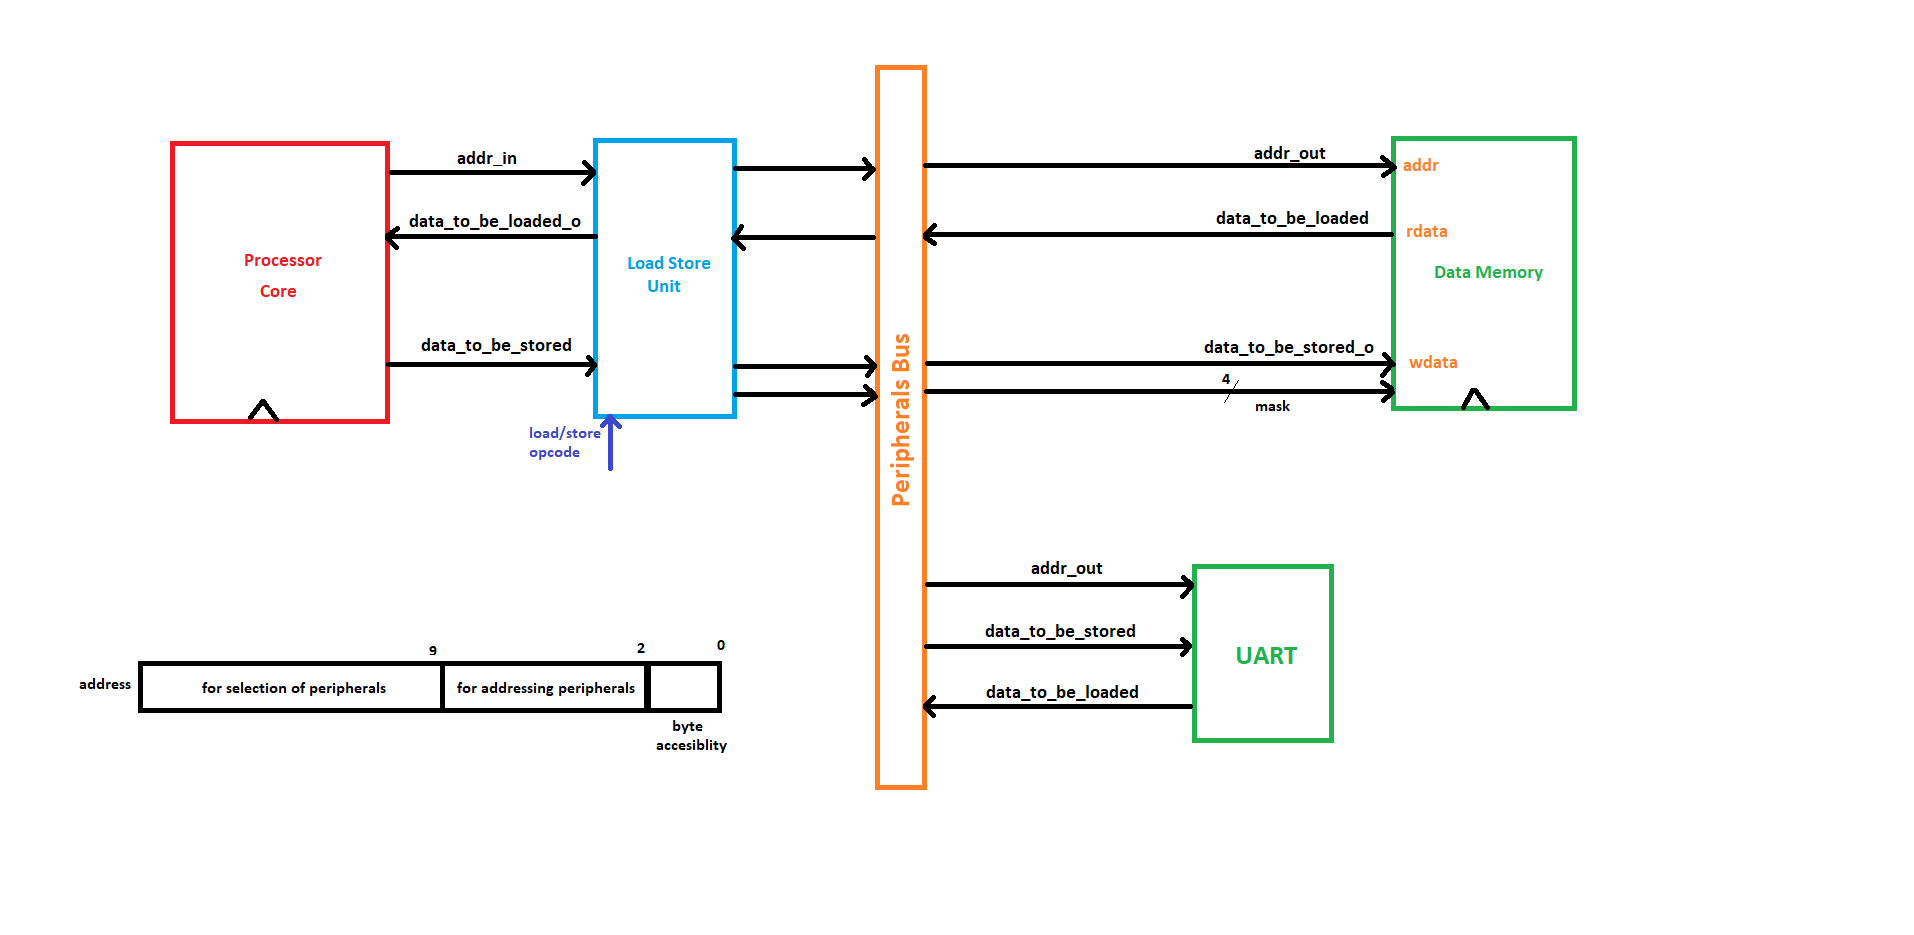 addr_in
data_to_be_loaded_o
Processor
Core
data_to_be_stored
Load Store
Unit
load/store
opcode
Peripherals Bus
addr_out
addr
data_to_be_loaded
rdata
Data Memory
data_to_be_stored_o
wdata
4
mask
addr_out
data_to_be_stored
UART
data_to_be_loaded
9
2
0
address
for selection of peripherals
for addressing peripherals
byte
accesiblity